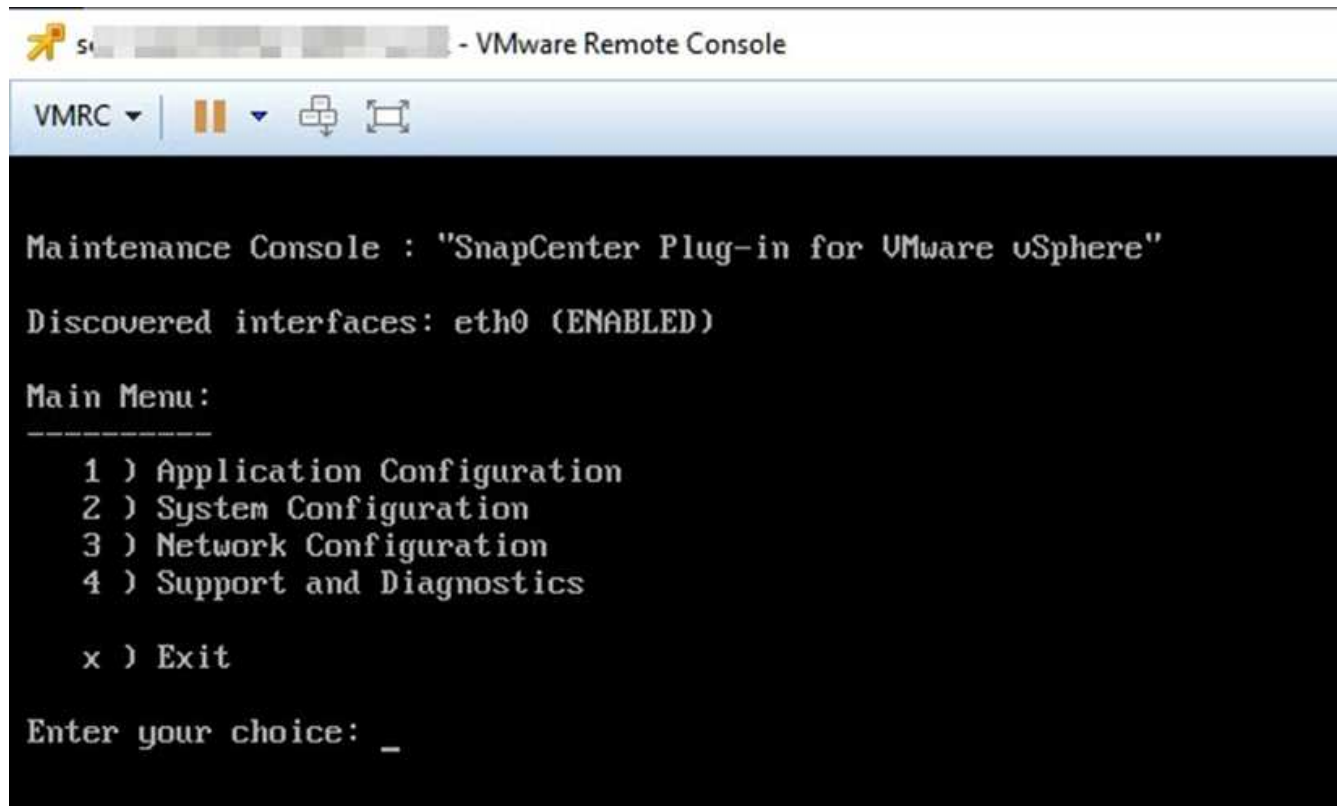 - VMware Remote Console
VMRC
Maintenance Console : "SnapCenter Plug-in for VMware vSphere"
Discovered interfaces: eth0 (ENABLED)
Main Menu:
----------
1 ) Application Configuration
2 ) System Configuration
3 ) Network Configuration
4 ) Support and Diagnostics
x ) Exit
Enter your choice: _